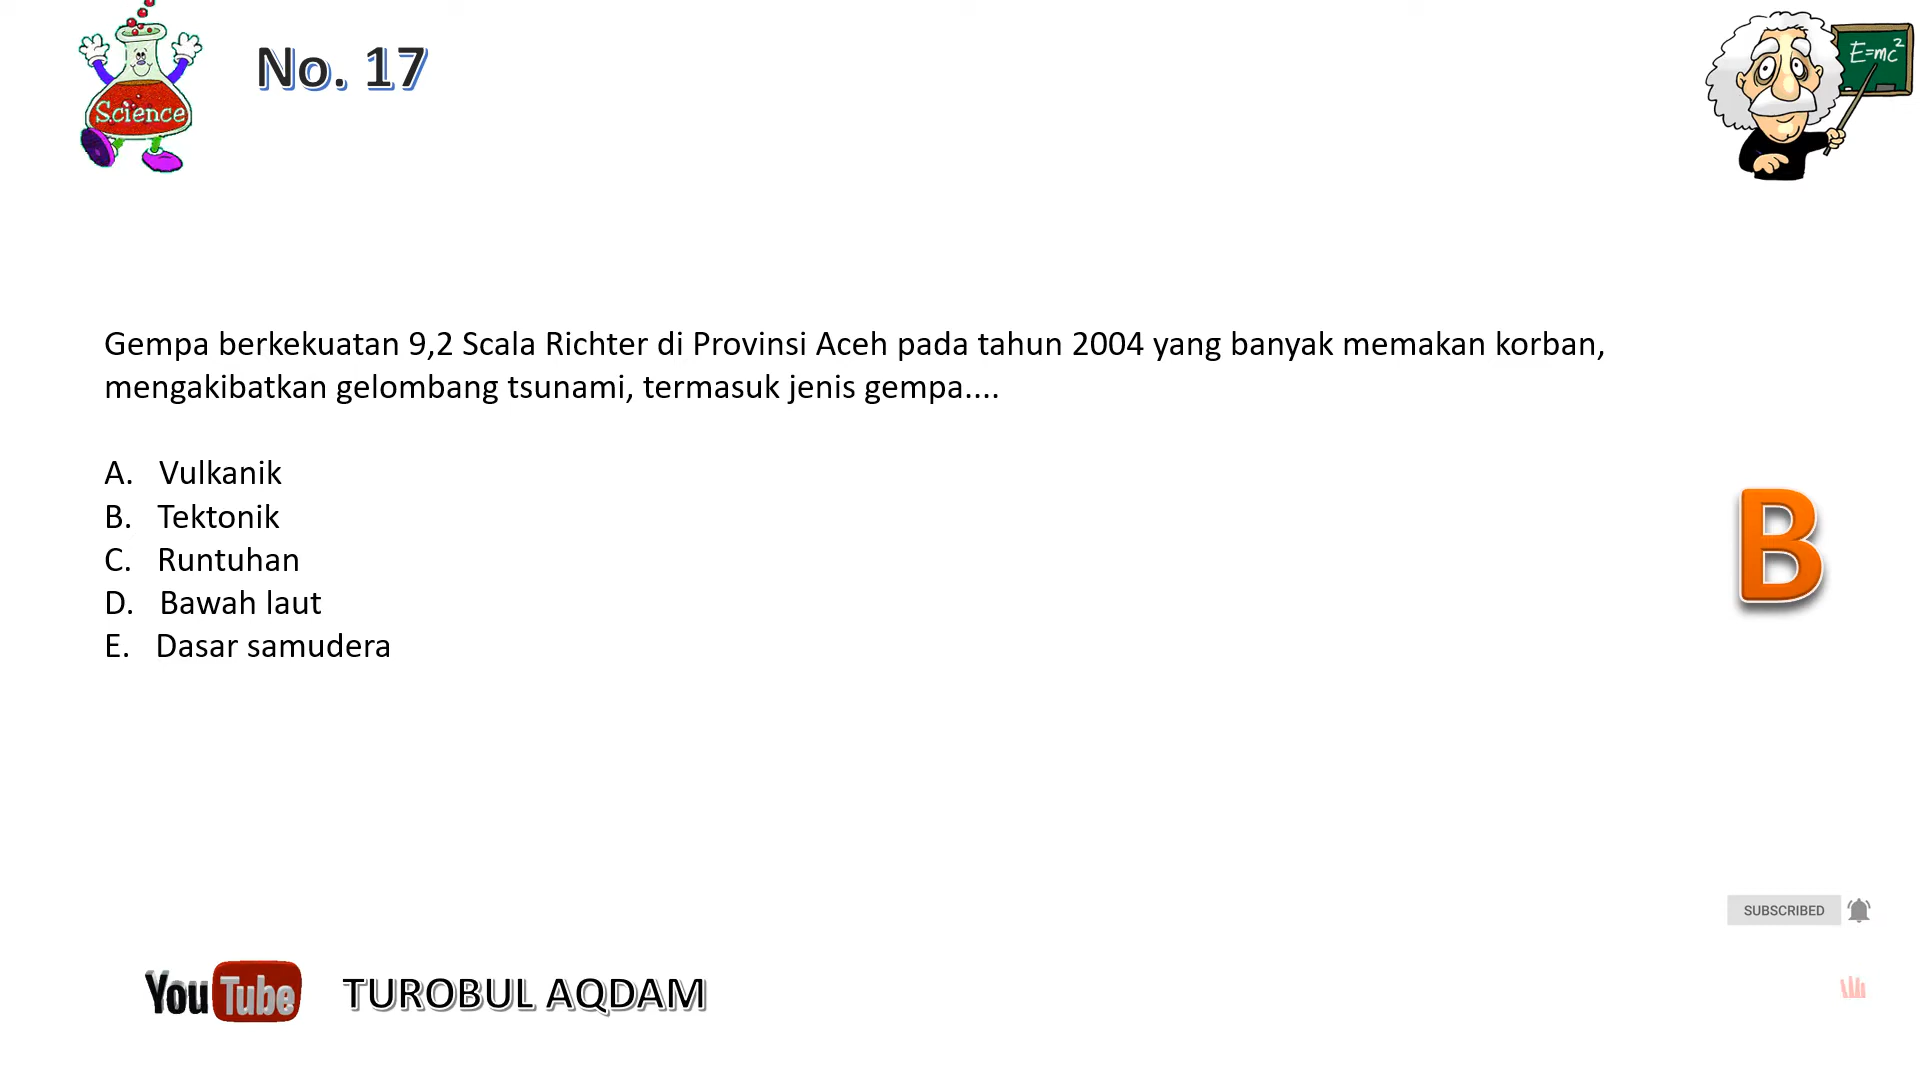 Science
No. 17
E=mc²
Gempa berkekuatan 9,2 Scala Richter di Provinsi Aceh pada tahun 2004 yang banyak memakan korban,
mengakibatkan gelombang tsunami, termasuk jenis gempa....
A. Vulkanik
B. Tektonik
C. Runtuhan
D. Bawah laut
E. Dasar samudera
B
SUBSCRIBED
YouTube TUROBUL AQDAM